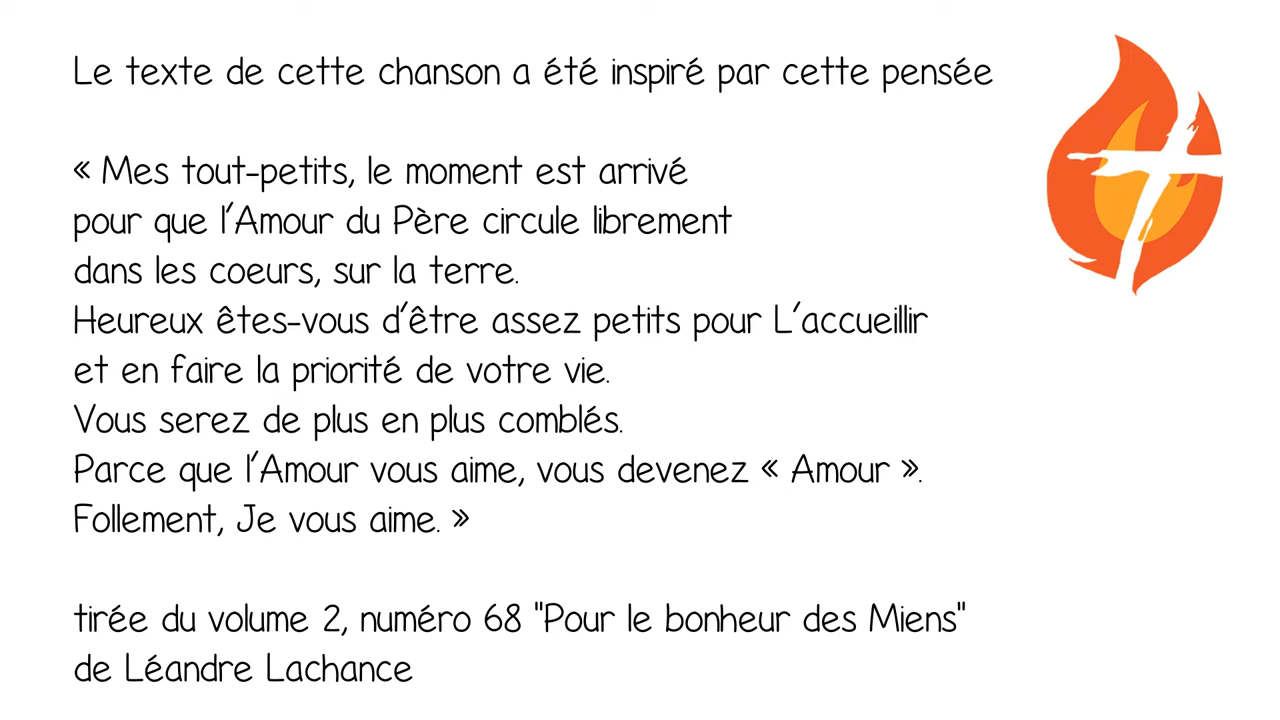 Le texte de cette chanson a été inspiré par cette pensée
« Mes tout-petits, le moment est arrivé
pour que l'Amour du Père circule librement
dans les coeurs, sur la terre.
Heureux êtes-vous d'être assez petits pour L'accueillir
et en faire la priorité de votre vie.
Vous serez de plus en plus comblés.
Parce que l'Amour vous aime, vous devenez « Amour ».
Follement, Je vous aime. »
tirée du volume 2, numéro 68 "Pour le bonheur des Miens"
de Léandre Lachance